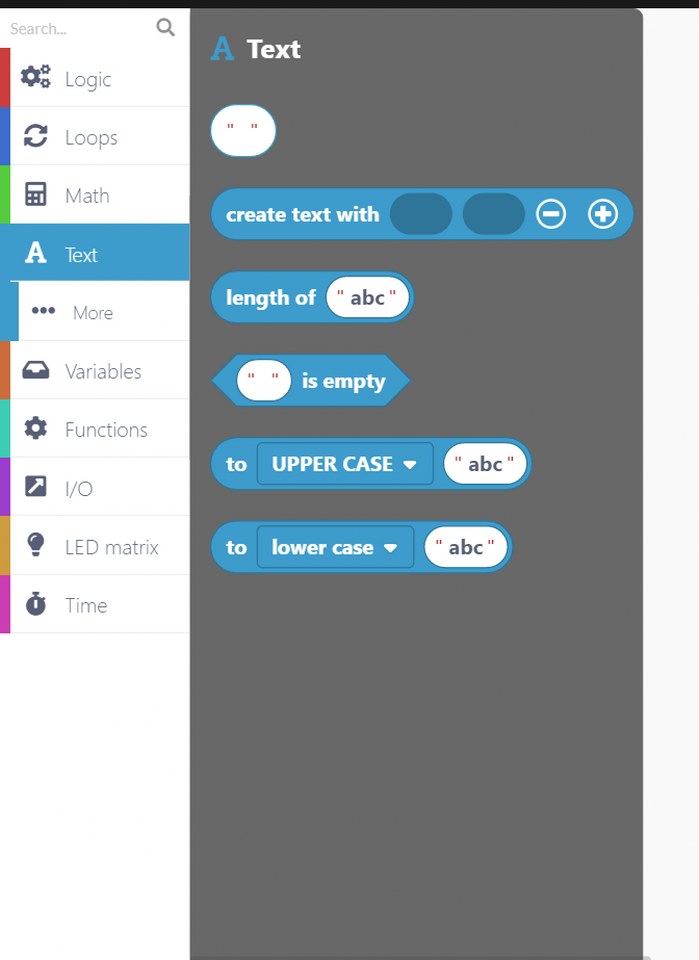 Search...
Logic
Loops
Math
A Text
More
Variables
Functions
I/O
LED matrix
Time
A Text
" "
create text with
length of " abc "
" " is empty
to UPPER CASE " abc "
to lower case " abc "